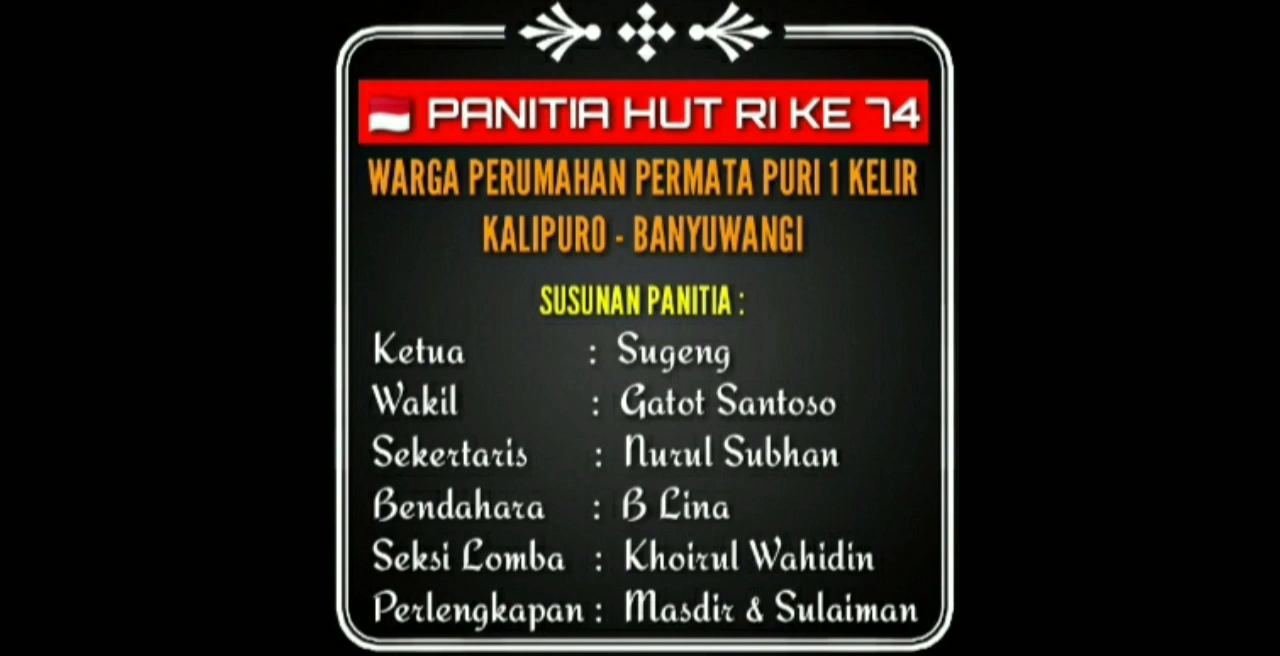 PANITIA HUT RI KE 74
WARGA PERUMAHAN PERMATA PURI 1 KELIR
KALIPURO - BANYUWANGI
SUSUNAN PANITIA :
Ketua : Sugeng
Wakil : Gatot Santoso
Sekertaris : Nurul Subhan
Bendahara : B Lina
Seksi Lomba : Khoirul Wahidin
Perlengkapan : Masdir & Sulaiman